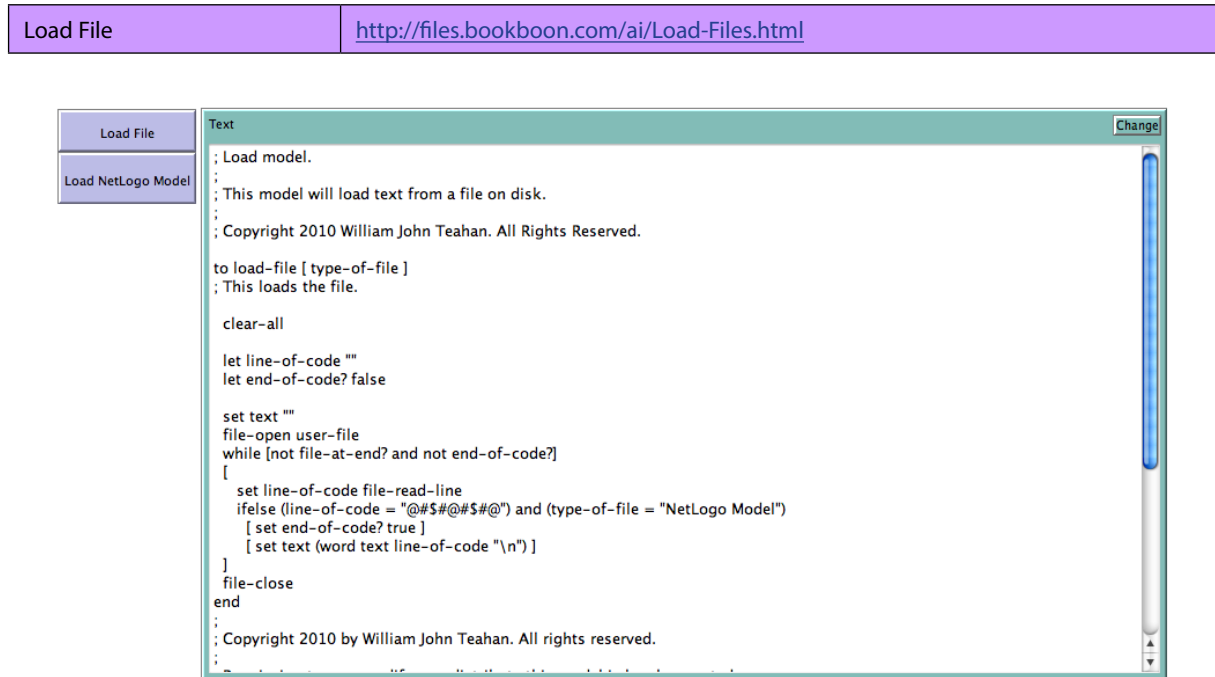 Load File http://files.bookboon.com/ai/Load-Files.html
Load File
Load NetLogo Model
Text Change
; Load model.
;
; This model will load text from a file on disk.
;
; Copyright 2010 William John Teahan. All Rights Reserved.
to load-file [ type-of-file ]
; This loads the file.
clear-all
let line-of-code ""
let end-of-code? false
set text ""
file-open user-file
while [not file-at-end? and not end-of-code?]
[
set line-of-code file-read-line
ifelse (line-of-code = "@#$#@#$#@") and (type-of-file = "NetLogo Model")
[ set end-of-code? true ]
[ set text (word text line-of-code "\n") ]
]
file-close
end
;
; Copyright 2010 by William John Teahan. All rights reserved.
;